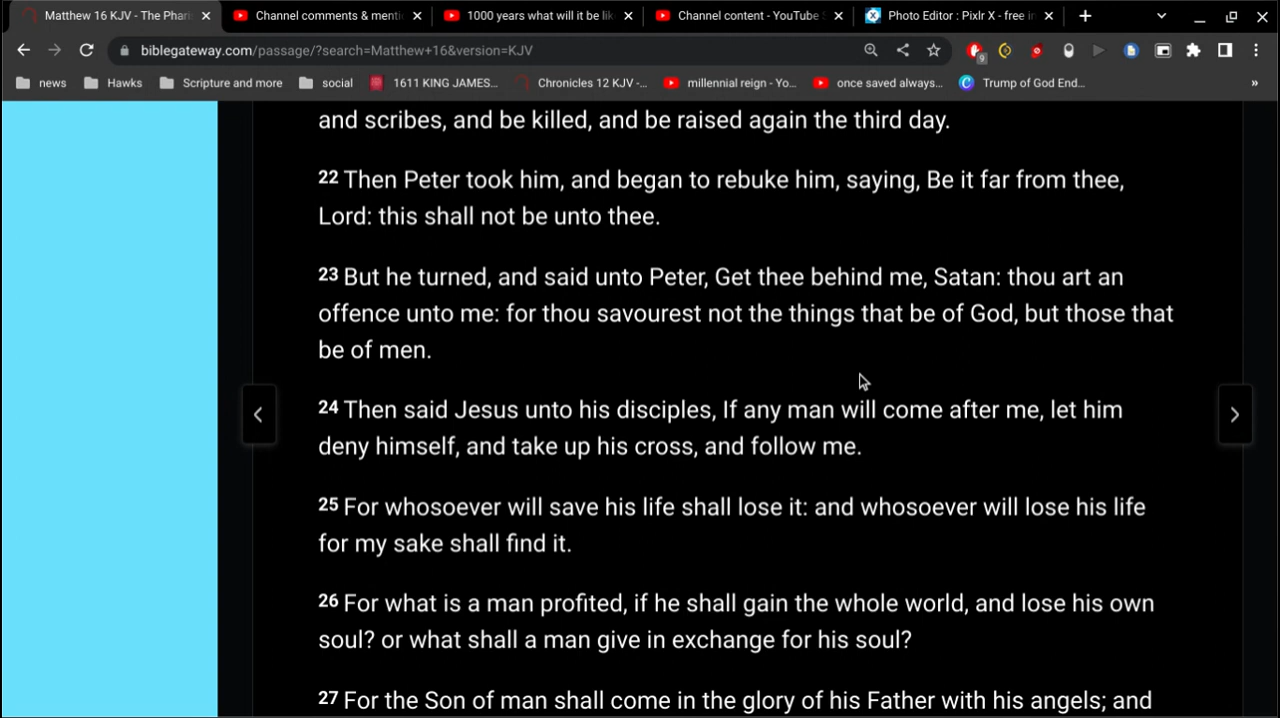 Matthew 16 KJV - The Phari
Channel comments & menti
1000 years what will it be lik
Channel content - YouTube S
Photo Editor : Pixlr X - free i
biblegateway.com/passage/?search=Matthew+16&version=KJV
9
news
Hawks
Scripture and more
social
1611 KING JAMES...
Chronicles 12 KJV -...
millennial reign - Yo...
once saved always...
Trump of God End...
»
and scribes, and be killed, and be raised again the third day.
22 Then Peter took him, and began to rebuke him, saying, Be it far from thee,
Lord: this shall not be unto thee.
23 But he turned, and said unto Peter, Get thee behind me, Satan: thou art an
offence unto me: for thou savourest not the things that be of God, but those that
be of men.
24 Then said Jesus unto his disciples, If any man will come after me, let him
deny himself, and take up his cross, and follow me.
25 For whosoever will save his life shall lose it: and whosoever will lose his life
for my sake shall find it.
26 For what is a man profited, if he shall gain the whole world, and lose his own
soul? or what shall a man give in exchange for his soul?
27 For the Son of man shall come in the glory of his Father with his angels; and